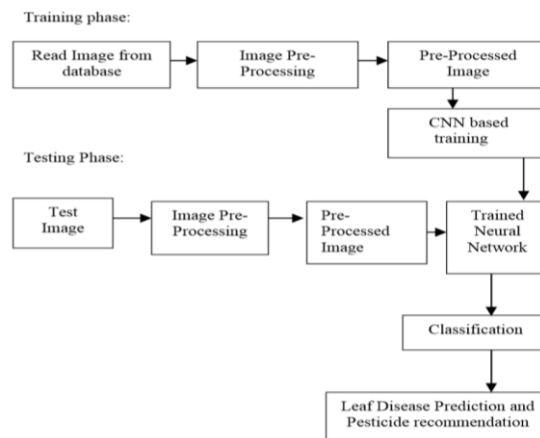 Training phase:
Read Image from
database
Image Pre-
Processing
Pre-Processed
Image
CNN based
training
Testing Phase:
Test
Image
Image Pre-
Processing
Pre-
Processed
Image
Trained
Neural
Network
Classification
Leaf Disease Prediction and
Pesticide recommendation